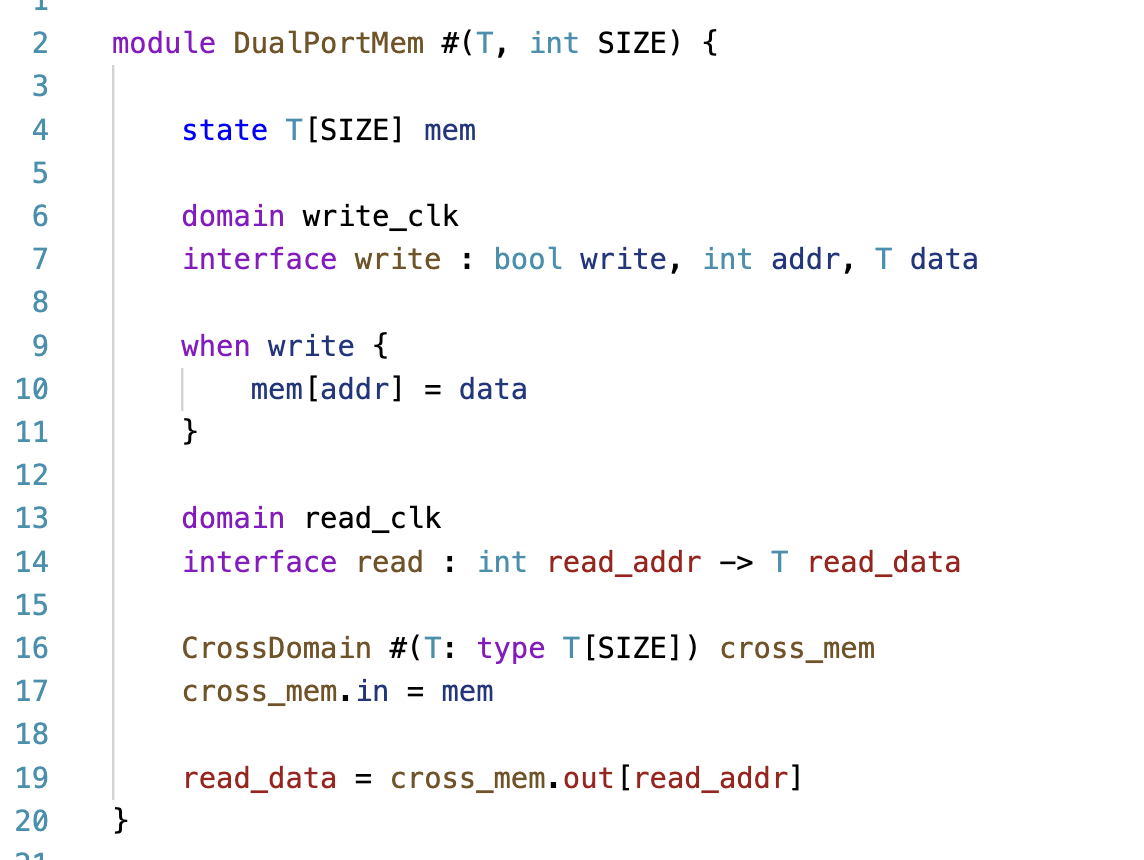 1
2 module DualPortMem #(T, int SIZE) {
3
4 state T[SIZE] mem
5
6 domain write_clk
7 interface write : bool write, int addr, T data
8
9 when write {
10 mem[addr] = data
11 }
12
13 domain read_clk
14 interface read : int read_addr -> T read_data
15
16 CrossDomain #(T: type T[SIZE]) cross_mem
17 cross_mem.in = mem
18
19 read_data = cross_mem.out[read_addr]
20 }
21